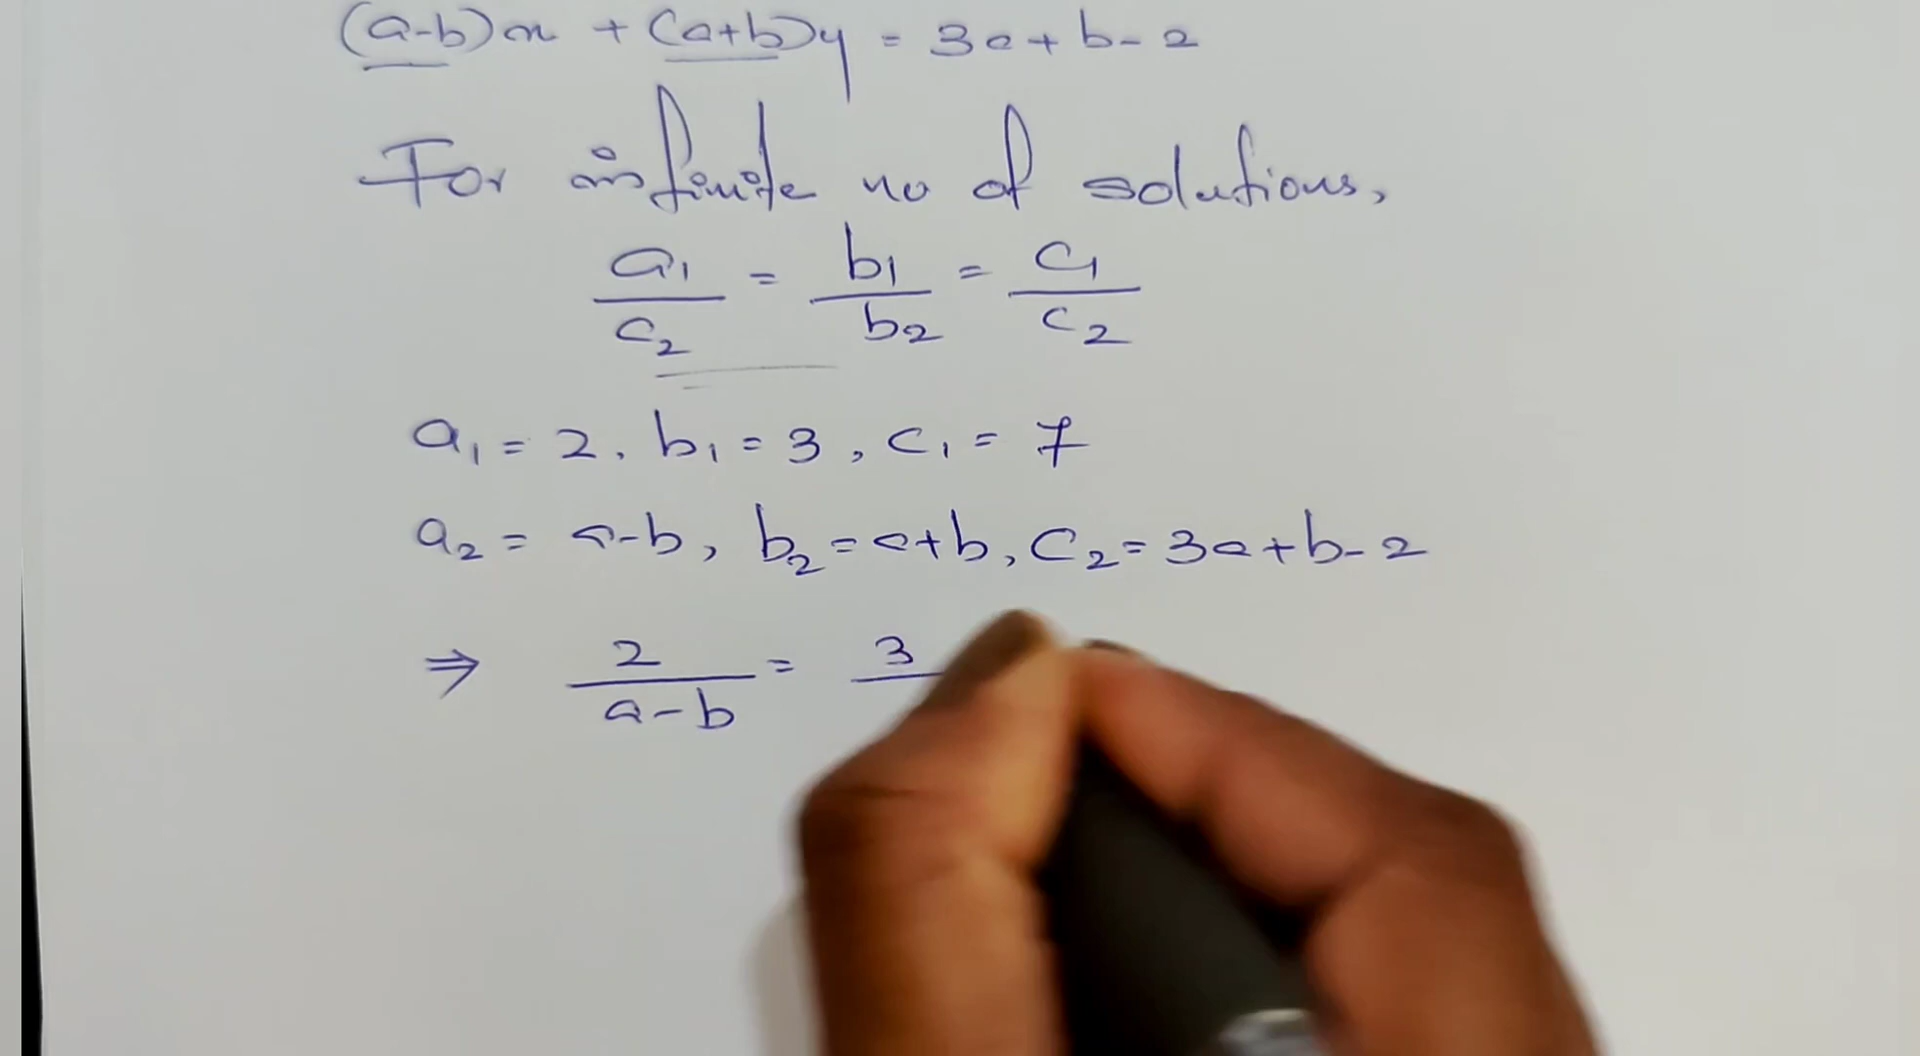 (a-b)x + (a+b)y = 3a+b-2
For infinite no of solutions,
a1/c2 = b1/b2 = c1/c2
a1 = 2, b1 = 3, c1 = 7
a2 = a-b, b2 = a+b, c2 = 3a+b-2
⇒ 2/a-b = 3